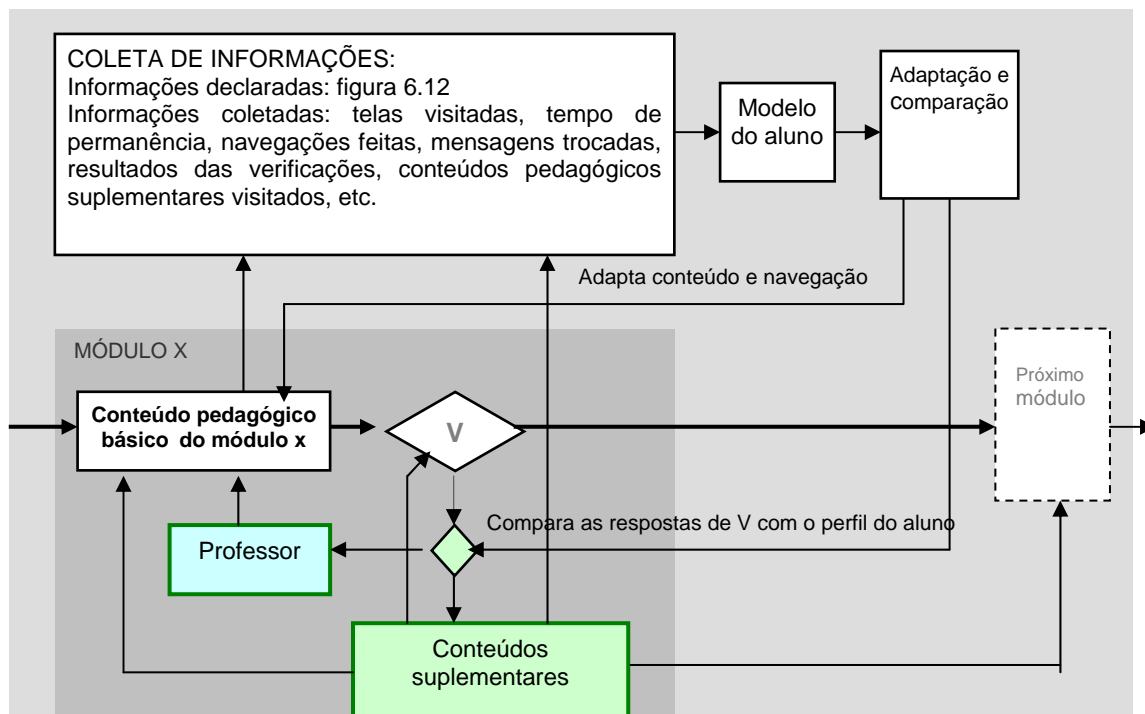 COLETA DE INFORMAÇÕES:
Informações declaradas: figura 6.12
Informações coletadas: telas visitadas, tempo de
permanência, navegações feitas, mensagens trocadas,
resultados das verificações, conteúdos pedagógicos
suplementares visitados, etc.
Modelo
do aluno
Adaptação e
comparação
Adapta conteúdo e navegação
MÓDULO X
Conteúdo pedagógico
básico do módulo x
V
Próximo
módulo
Compara as respostas de V com o perfil do aluno
Professor
Conteúdos
suplementares